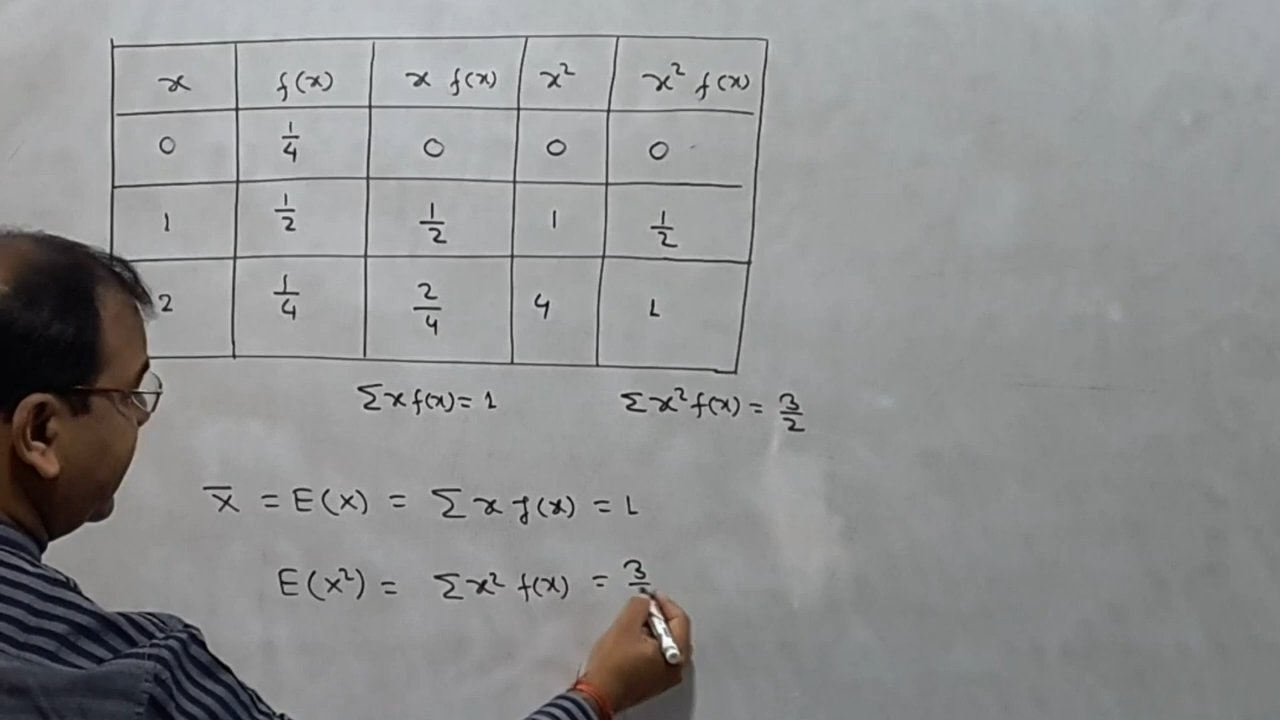 x f(x) x f(x) x² x² f(x)
0 1/4 0 0 0
1 1/2 1/2 1 1/2
2 1/4 2/4 4 1
Σx f(x) = 1 Σx² f(x) = 3/2
x̄ = E(x) = Σ x f(x) = 1
E(x²) = Σx² f(x) = 3